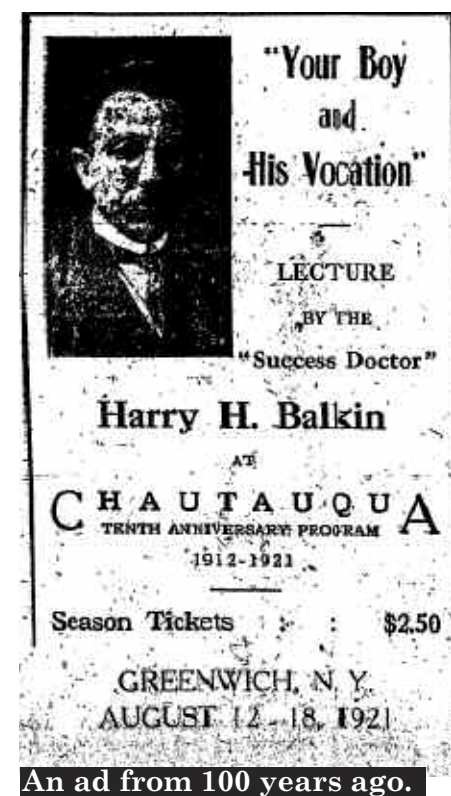 "Your Boy
and
His Vocation"
LECTURE
BY THE
"Success Doctor"
Harry H. Balkin
AT
CHAUTAUQUA
TENTH ANNIVERSARY PROGRAM
1912-1921
Season Tickets : : $2.50
GREENWICH, N. Y.
AUGUST 12 - 18, 1921
An ad from 100 years ago.